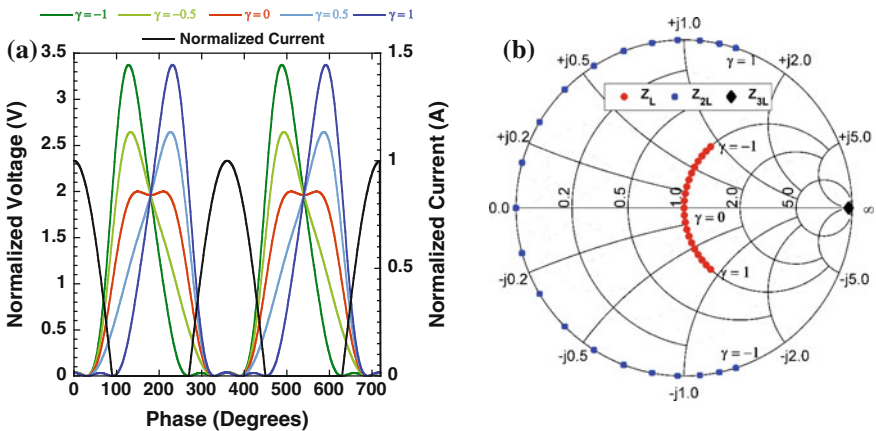 γ = −1 γ = −0.5 γ = 0 γ = 0.5 γ = 1
Normalized Current
(a)
Normalized Voltage (V)
3.5
3
2.5
2
1.5
1
0.5
0
1.5
1
0.5
0
Normalized Current (A)
0 100 200 300 400 500 600 700
Phase (Degrees)
(b)
+j1.0
γ = 1
+j0.5
+j2.0
Z_L Z_2L Z_3L
γ = −1
+j0.2
+j5.0
0.0
0.2
0.5
1.0
2.0
5.0
∞
γ = 0
γ = 1
-j0.2
-j5.0
-j0.5
γ = −1
-j2.0
-j1.0